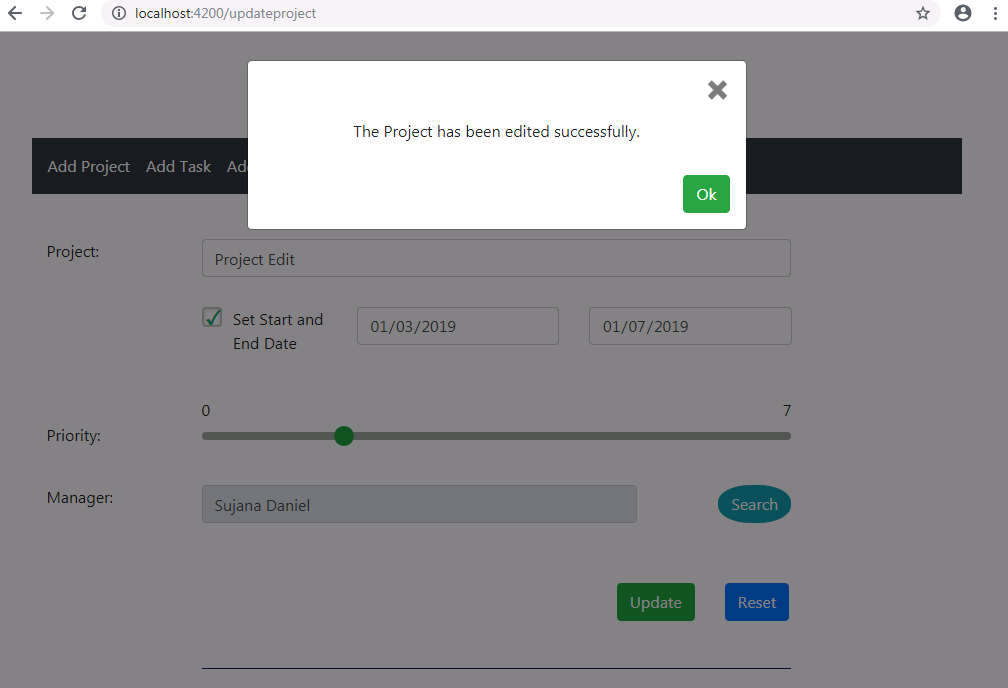 localhost:4200/updateproject
The Project has been edited successfully.
Ok
Add Project Add Task
Project:
Project Edit
Set Start and
End Date
01/03/2019
01/07/2019
0
7
Priority:
Manager:
Sujana Daniel
Search
Update
Reset